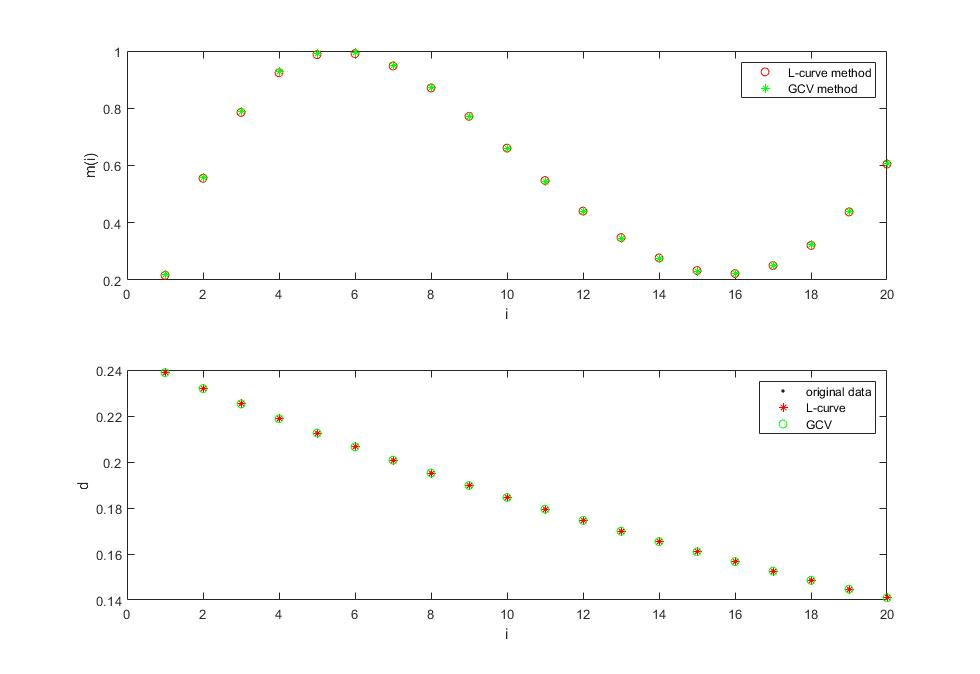 1
0.8
0.6
0.4
0.2
m(i)
L-curve method
GCV method
0 2 4 6 8 10 12 14 16 18 20
i
0.24
0.22
0.2
0.18
0.16
0.14
d
original data
L-curve
GCV
0 2 4 6 8 10 12 14 16 18 20
i